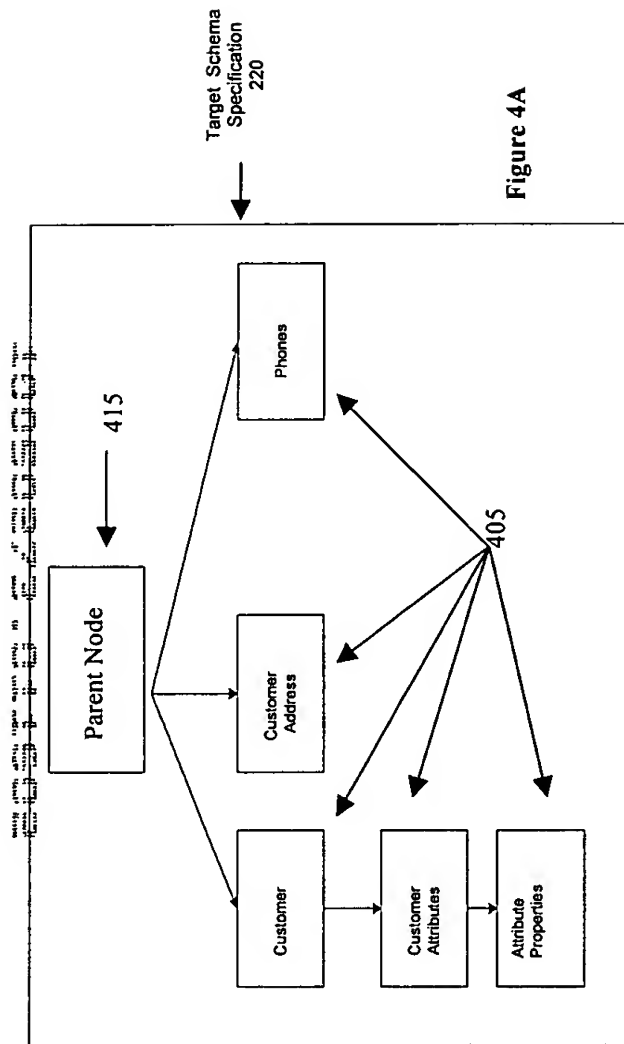 Parent Node
415
Target Schema
Specification
220
Customer
Customer
Address
Phones
Customer
Attributes
Attribute
Properties
405
Figure 4A